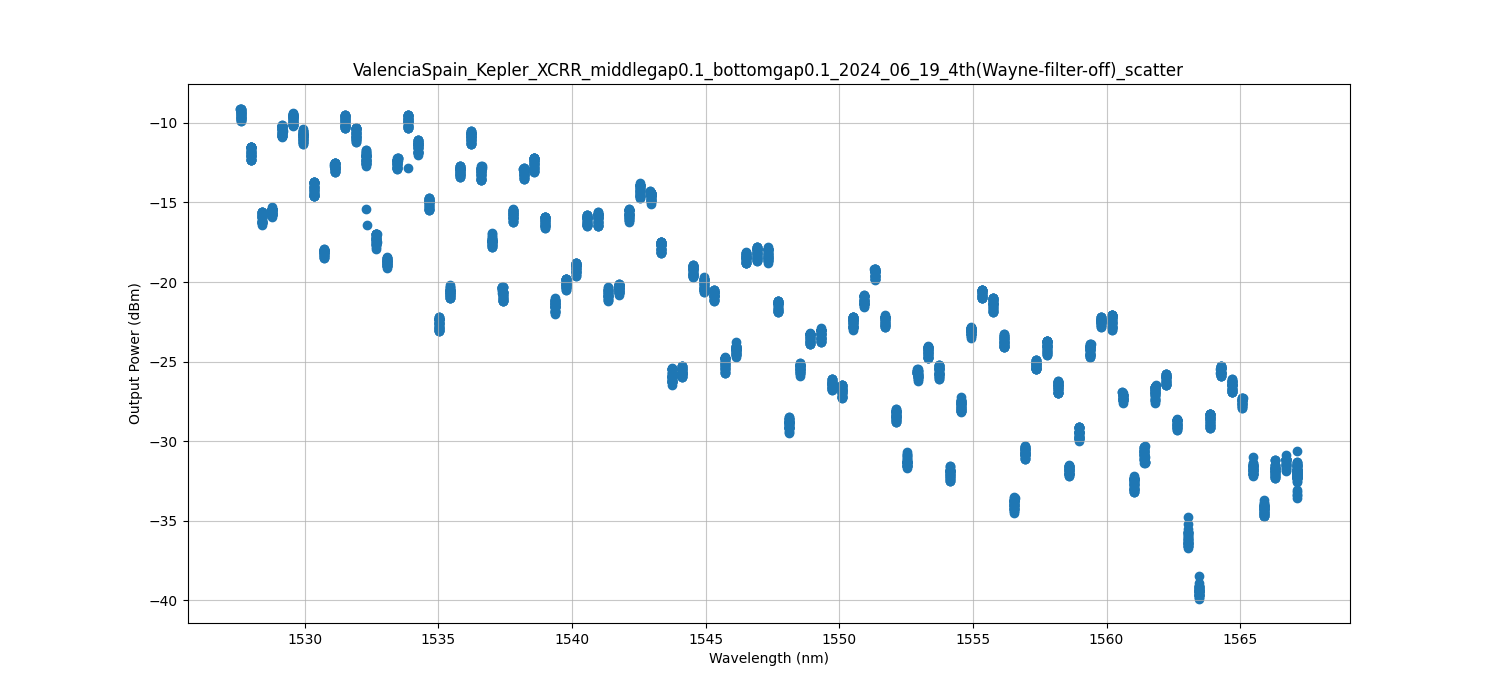 ValenciaSpain_Kepler_XCRR_middlegap0.1_bottomgap0.1_2024_06_19_4th(Wayne-filter-off)_scatter
Output Power (dBm)
−10
−15
−20
−25
−30
−35
−40
1530 1535 1540 1545 1550 1555 1560 1565
Wavelength (nm)